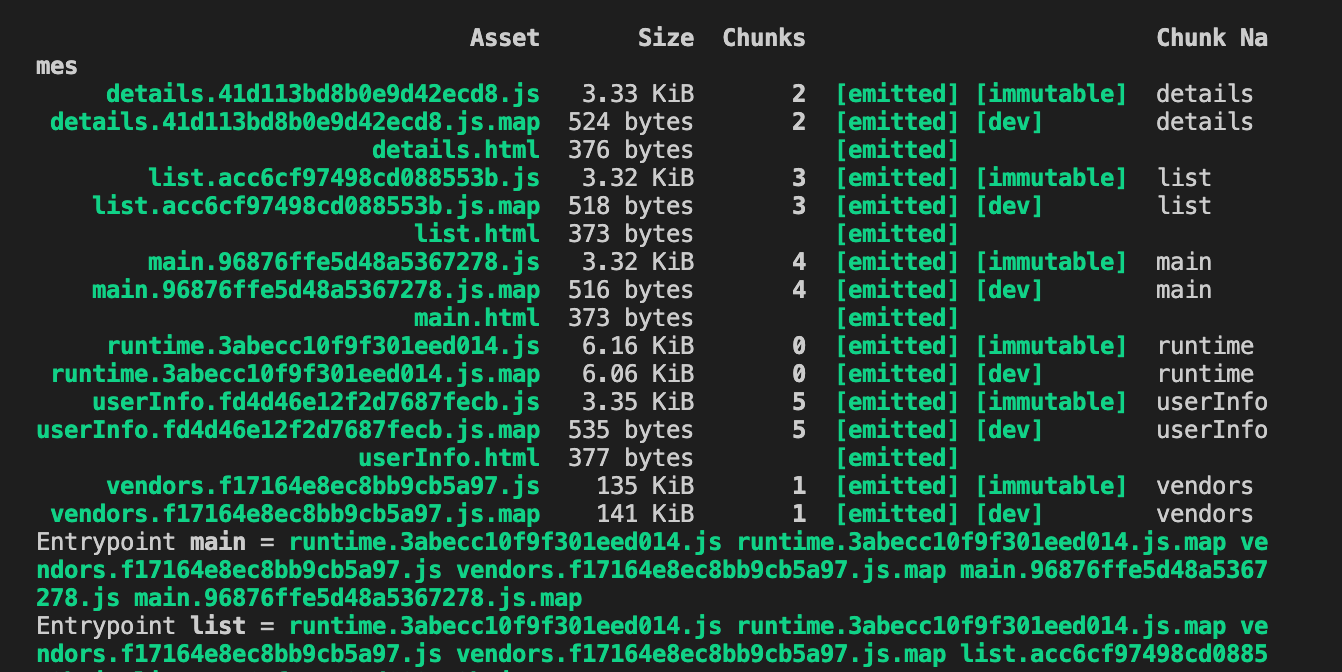 Asset Size Chunks Chunk Na
mes
details.41d113bd8b0e9d42ecd8.js 3.33 KiB 2 [emitted] [immutable] details
details.41d113bd8b0e9d42ecd8.js.map 524 bytes 2 [emitted] [dev] details
details.html 376 bytes [emitted]
list.acc6cf97498cd088553b.js 3.32 KiB 3 [emitted] [immutable] list
list.acc6cf97498cd088553b.js.map 518 bytes 3 [emitted] [dev] list
list.html 373 bytes [emitted]
main.96876ffe5d48a5367278.js 3.32 KiB 4 [emitted] [immutable] main
main.96876ffe5d48a5367278.js.map 516 bytes 4 [emitted] [dev] main
main.html 373 bytes [emitted]
runtime.3abecc10f9f301eed014.js 6.16 KiB 0 [emitted] [immutable] runtime
runtime.3abecc10f9f301eed014.js.map 6.06 KiB 0 [emitted] [dev] runtime
userInfo.fd4d46e12f2d7687fecb.js 3.35 KiB 5 [emitted] [immutable] userInfo
userInfo.fd4d46e12f2d7687fecb.js.map 535 bytes 5 [emitted] [dev] userInfo
userInfo.html 377 bytes [emitted]
vendors.f17164e8ec8bb9cb5a97.js 135 KiB 1 [emitted] [immutable] vendors
vendors.f17164e8ec8bb9cb5a97.js.map 141 KiB 1 [emitted] [dev] vendors
Entrypoint main = runtime.3abecc10f9f301eed014.js runtime.3abecc10f9f301eed014.js.map ve
ndors.f17164e8ec8bb9cb5a97.js vendors.f17164e8ec8bb9cb5a97.js.map main.96876ffe5d48a5367
278.js main.96876ffe5d48a5367278.js.map
Entrypoint list = runtime.3abecc10f9f301eed014.js runtime.3abecc10f9f301eed014.js.map ve
ndors.f17164e8ec8bb9cb5a97.js vendors.f17164e8ec8bb9cb5a97.js.map list.acc6cf97498cd0885